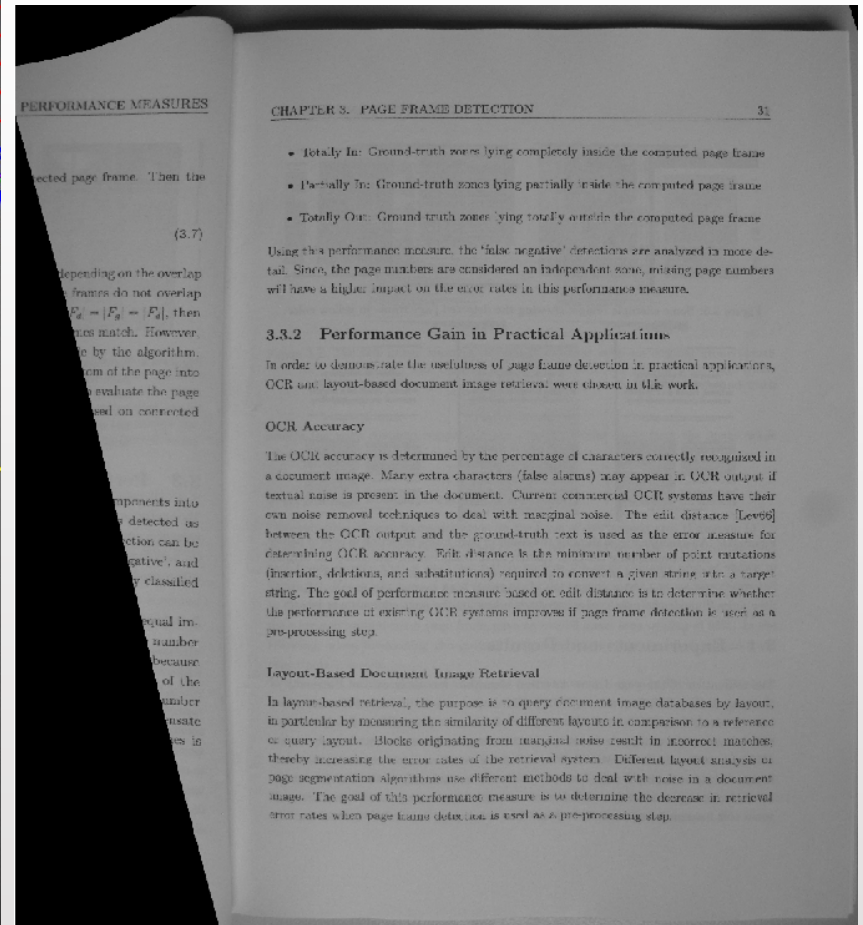 PERFORMANCE MEASURES
ected page frame. Then the
(3.7)
depending on the overlap
frames do not overlap
|F_d| = |F_g| = |F_a|, then
mes match. However,
e by the algorithm.
tom of the page into
evaluate the page
sed on connected
mponents into
detected as
ction can be
gative', and
y classified
equal im-
number
because
of the
umber
nsate
es is
CHAPTER 3. PAGE FRAME DETECTION 31
• Totally In: Ground-truth zones lying completely inside the computed page frame
• Partially In: Ground-truth zones lying partially inside the computed page frame
• Totally Out: Ground truth zones lying totally outside the computed page frame
Using this performance measure, the 'false negative' detections are analyzed in more de-
tail. Since, the page numbers are considered an independent zone, missing page numbers
will have a higher impact on the error rates in this performance measure.
3.3.2 Performance Gain in Practical Applications
In order to demonstrate the usefulness of page frame detection in practical applications,
OCR and layout-based document image retrieval were chosen in this work.
OCR Accuracy
The OCR accuracy is determined by the percentage of characters correctly recognized in
a document image. Many extra characters (false alarms) may appear in OCR output if
textual noise is present in the document. Current commercial OCR systems have their
own noise removal techniques to deal with marginal noise. The edit distance [Lev66]
between the OCR output and the ground-truth text is used as the error measure for
determining OCR accuracy. Edit distance is the minimum number of point mutations
(insertion, deletions, and substitutions) required to convert a given string into a target
string. The goal of performance measure based on edit distance is to determine whether
the performance of existing OCR systems improves if page frame detection is used as a
pre-processing step.
Layout-Based Document Image Retrieval
In layout-based retrieval, the purpose is to query document image databases by layout,
in particular by measuring the similarity of different layouts in comparison to a reference
or query layout. Blocks originating from marginal noise result in incorrect matches,
thereby increasing the error rates of the retrieval system. Different layout analysis or
page segmentation algorithms use different methods to deal with noise in a document
image. The goal of this performance measure is to determine the decrease in retrieval
error rates when page frame detection is used as a pre-processing step.